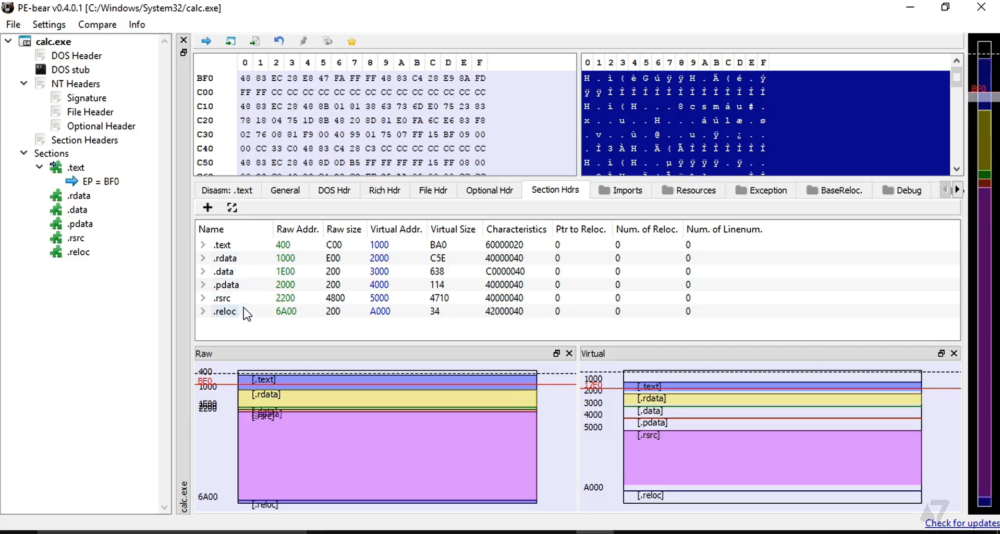 PE-bear v0.4.0.1 [C:/Windows/System32/calc.exe]
File Settings Compare Info
calc.exe
DOS Header
DOS stub
NT Headers
Signature
File Header
Optional Header
Section Headers
Sections
.text
EP = BF0
.rdata
.data
.pdata
.rsrc
.reloc
calc.exe
0 1 2 3 4 5 6 7 8 9 A B C D E F
BF0 48 83 EC 28 E8 47 FA FF FF 48 83 C4 28 E9 8A FD
C00 FF FF CC CC CC CC CC CC CC CC CC CC CC CC CC CC
C10 48 83 EC 28 48 8B 01 81 38 63 73 6D E0 75 23 83
C20 78 18 04 75 1D 8B 48 20 8D 81 E0 FA 6C E6 83 F8
C30 02 76 08 81 F9 00 40 99 01 75 07 FF 15 BF 09 00
C40 00 CC 33 C0 48 83 C4 28 C3 CC CC CC CC CC CC CC
C50 48 83 EC 28 48 8D 0D B5 FF FF FF FF 15 FF 08 00
0 1 2 3 4 5 6 7 8 9 A B C D E F
H . ì ( è G ú ÿ ÿ H . Ä ( é . ý
ÿ ÿ Ì Ì Ì Ì Ì Ì Ì Ì Ì Ì Ì Ì Ì Ì
H . ì ( H . . . 8 c s m à u # .
x . . u . . H . . . à ú l æ . ø
. v . . ù . @ . . u . ÿ . ¿ . .
. Ì 3 À H . Ä ( Ã Ì Ì Ì Ì Ì Ì Ì
H . ì ( H . . µ ÿ ÿ ÿ ÿ . ÿ . .
BF0
Disasm: .text General DOS Hdr Rich Hdr File Hdr Optional Hdr Section Hdrs Imports Resources Exception BaseReloc. Debug
Name Raw Addr. Raw size Virtual Addr. Virtual Size Characteristics Ptr to Reloc. Num. of Reloc. Num. of Linenum.
.text 400 C00 1000 BA0 60000020 0 0 0
.rdata 1000 E00 2000 C5E 40000040 0 0 0
.data 1E00 200 3000 638 C0000040 0 0 0
.pdata 2000 200 4000 114 40000040 0 0 0
.rsrc 2200 4800 5000 4710 40000040 0 0 0
.reloc 6A00 200 A000 34 42000040 0 0 0
Raw
400
[.text]
BF0
1000
[.rdata]
2200
[.rsrc]
6A00
[.reloc]
Virtual
1000
[.text]
2000
[.rdata]
3000
[.data]
4000
[.pdata]
5000
[.rsrc]
A000
[.reloc]
Check for updates